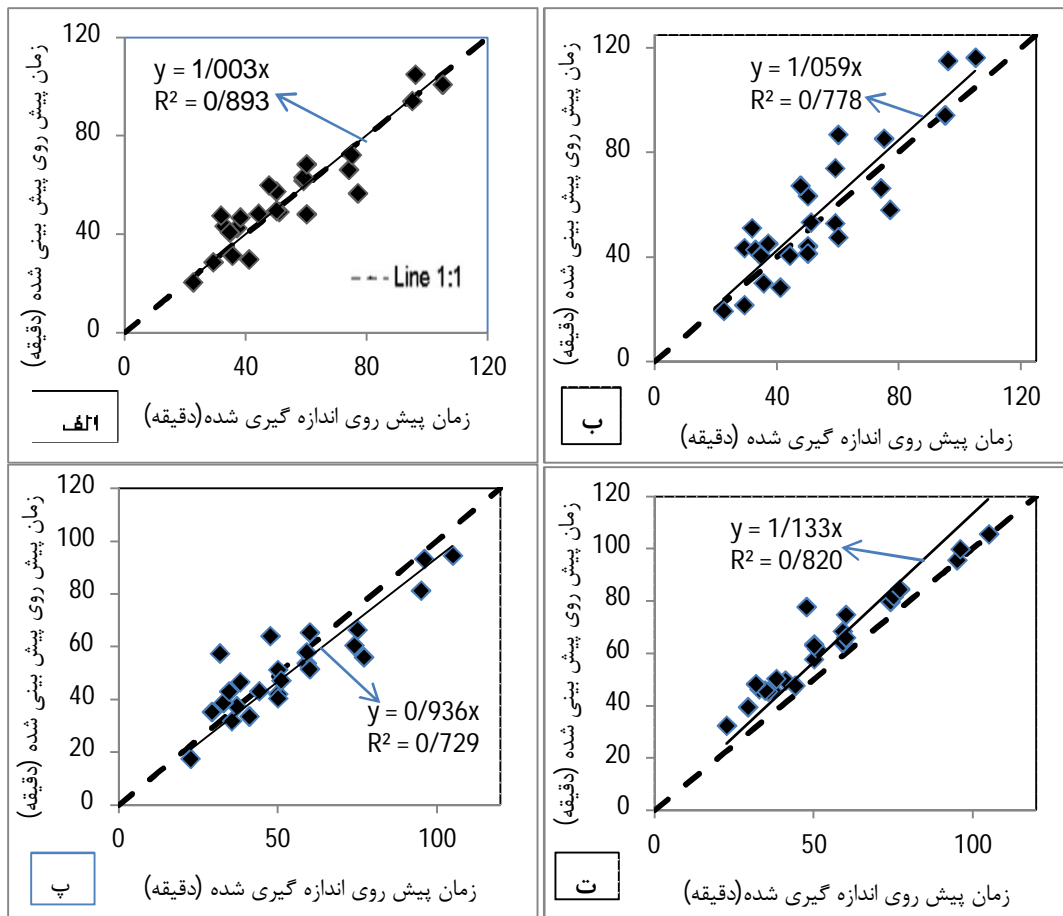 زمان پیش روی پیش بینی شده (دقیقه)
120
80
40
0
y = 1/003x
R² = 0/893
Line 1:1
0
40
80
120
زمان پیش روی اندازه گیری شده(دقیقه)
الف
زمان پیش روی پیش بینی شده (دقیقه)
120
80
40
0
y = 1/059x
R² = 0/778
0
40
80
120
زمان پیش روی اندازه گیری شده (دقیقه)
ب
زمان پیش روی پیش بینی شده (دقیقه)
120
100
80
60
40
20
0
y = 0/936x
R² = 0/729
0
50
100
زمان پیش روی اندازه گیری شده (دقیقه)
پ
زمان پیش روی پیش بینی شده (دقیقه)
120
100
80
60
40
20
0
y = 1/133x
R² = 0/820
0
50
100
زمان پیش روی اندازه گیری شده(دقیقه)
ت